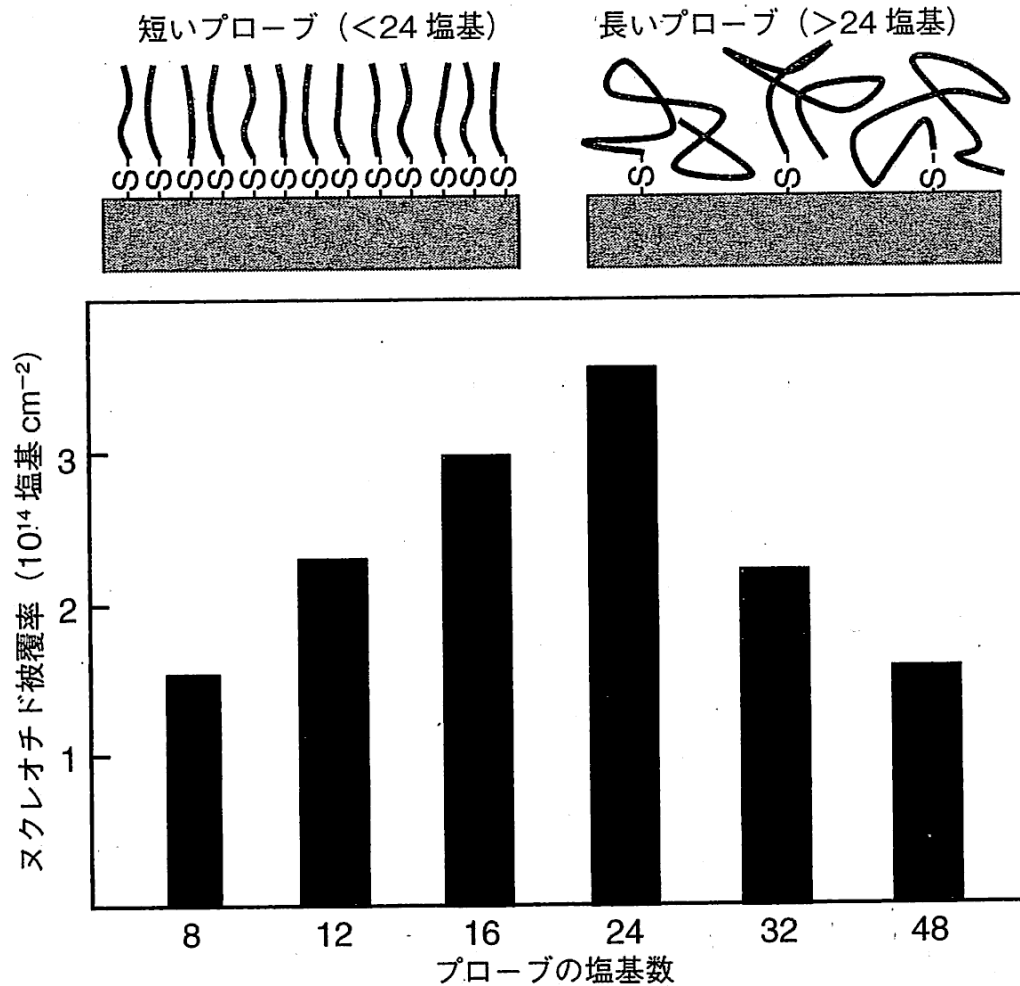 短いプローブ（<24 塩基）
長いプローブ（>24 塩基）
S S S S S S S S S S S S S
S S S
ヌクレオチド被覆率（10¹⁴ 塩基 cm⁻²）
3
2
1
8 12 16 24 32 48
プローブの塩基数